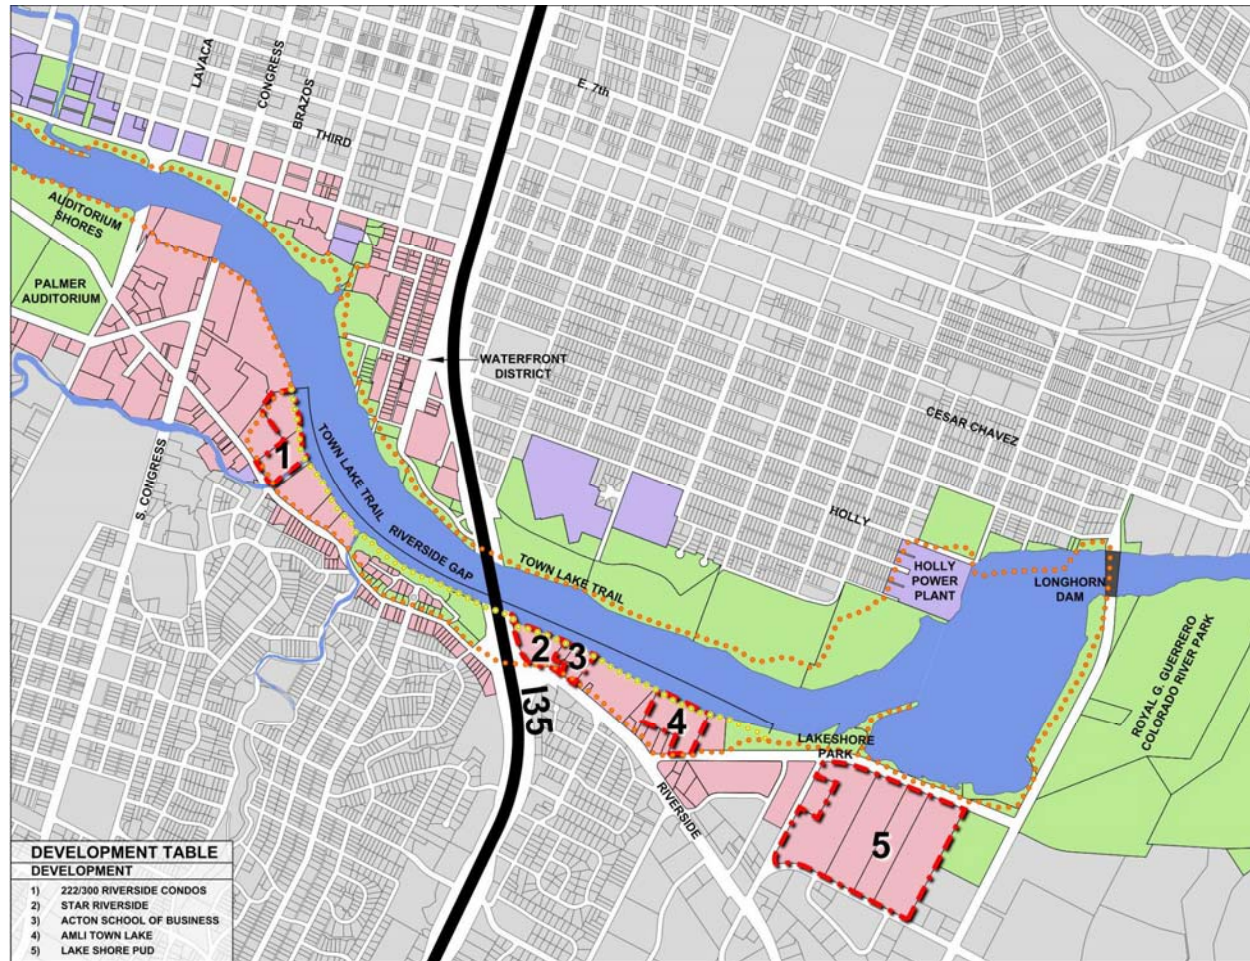 LAVACA
CONGRESS
BRAZOS
THIRD
E. 7th
AUDITORIUM
SHORES
PALMER
AUDITORIUM
WATERFRONT
DISTRICT
CESAR CHAVEZ
S. CONGRESS
1
TOWN LAKE TRAIL
RIVERSIDE GAP
HOLLY
TOWN LAKE TRAIL
HOLLY
POWER
PLANT
LONGHORN
DAM
ROYAL G. GUERRERO
COLORADO RIVER PARK
2
3
I35
4
LAKESHORE
PARK
RIVERSIDE
5
DEVELOPMENT TABLE
DEVELOPMENT
1) 222/300 RIVERSIDE CONDOS
2) STAR RIVERSIDE
3) ACTON SCHOOL OF BUSINESS
4) AMLI TOWN LAKE
5) LAKE SHORE PUD